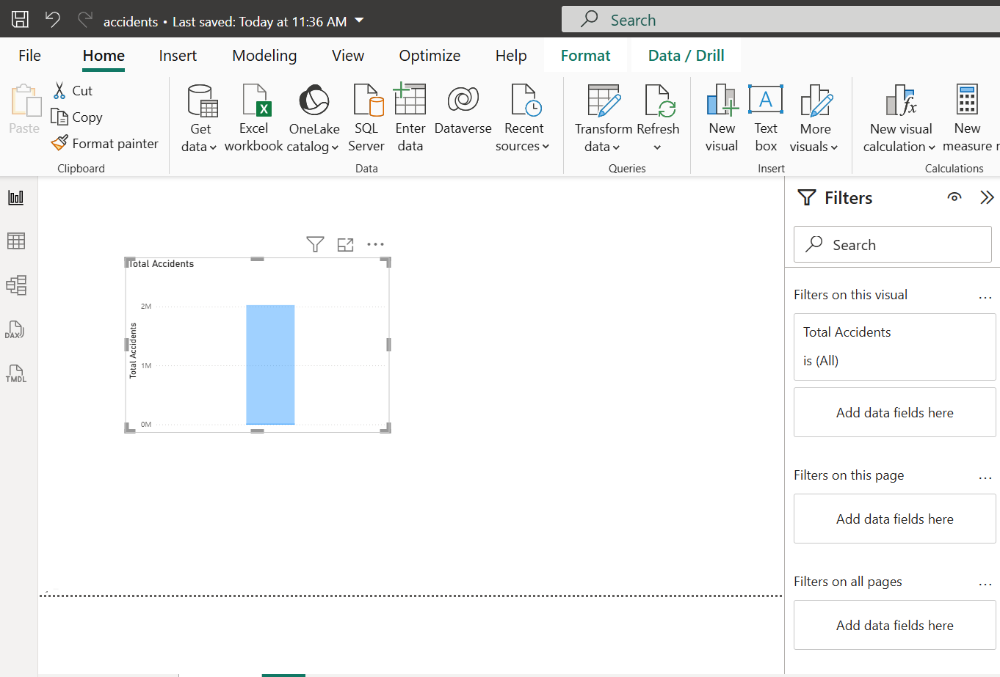 accidents • Last saved: Today at 11:36 AM
Search
File Home Insert Modeling View Optimize Help Format Data / Drill
Paste
Cut
Copy
Format painter
Clipboard
Get data
Excel workbook
OneLake catalog
SQL Server
Enter data
Dataverse
Recent sources
Data
Transform data
Refresh
Queries
New visual
Text box
More visuals
Insert
New visual calculation
New measure
Calculations
DAX
TMDL
Total Accidents
Total Accidents
2M
1M
0M
Filters
Search
Filters on this visual
Total Accidents
is (All)
Add data fields here
Filters on this page
Add data fields here
Filters on all pages
Add data fields here